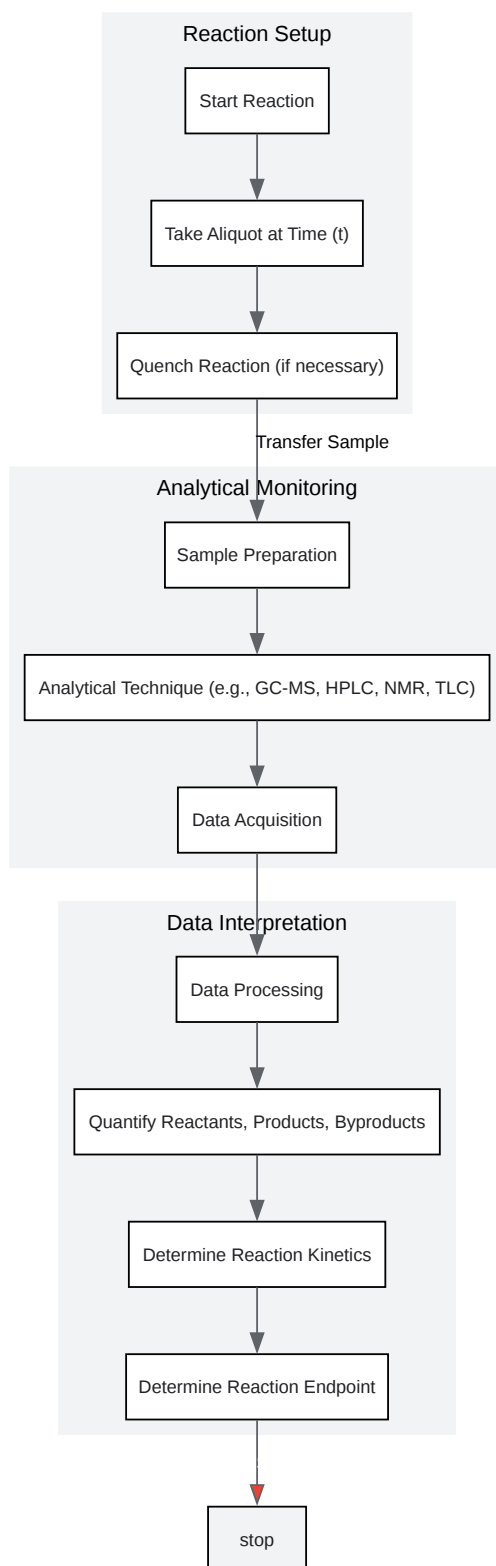 Reaction Setup
Start Reaction
Take Aliquot at Time (t)
Quench Reaction (if necessary)
Transfer Sample
Analytical Monitoring
Sample Preparation
Analytical Technique (e.g., GC-MS, HPLC, NMR, TLC)
Data Acquisition
Data Interpretation
Data Processing
Quantify Reactants, Products, Byproducts
Determine Reaction Kinetics
Determine Reaction Endpoint
stop